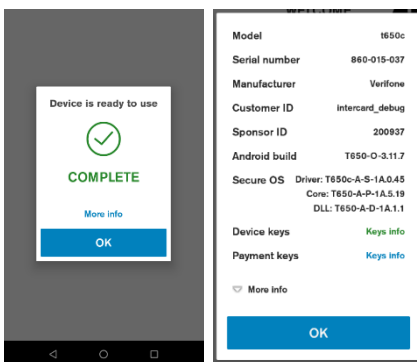 Device is ready to use
COMPLETE
More info
OK
WELCOME
Model t650c
Serial number 860-015-037
Manufacturer Verifone
Customer ID intercard_debug
Sponsor ID 200937
Android build T650-O-3.11.7
Secure OS Driver: T650c-A-S-1A.0.45
Core: T650-A-P-1A.5.19
DLL: T650-A-D-1A.1.1
Device keys Keys info
Payment keys Keys info
More info
OK